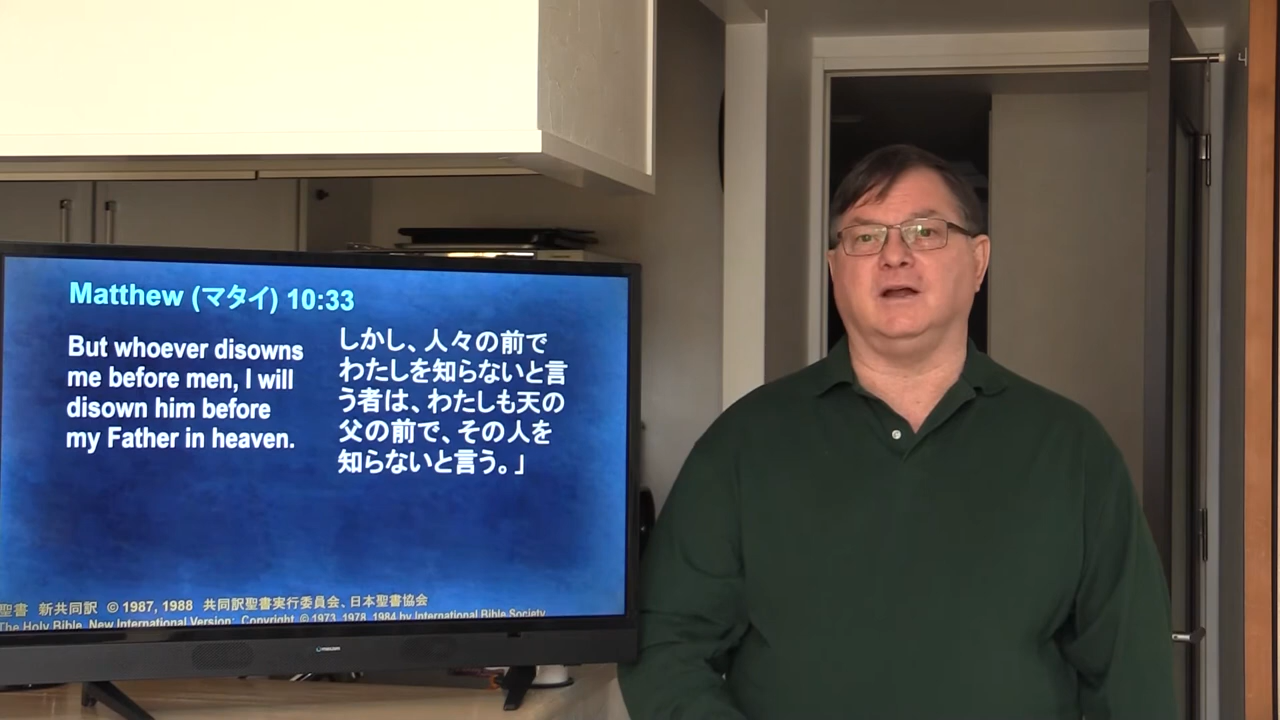 Matthew (マタイ) 10:33
But whoever disowns
me before men, I will
disown him before
my Father in heaven.
しかし、人々の前で
わたしを知らないと言
う者は、わたしも天の
父の前で、その人を
知らないと言う。」
聖書 新共同訳 © 1987, 1988 共同訳聖書実行委員会、日本聖書協会
The Holy Bible, New International Version; Copyright © 1973, 1978, 1984 by International Bible Society